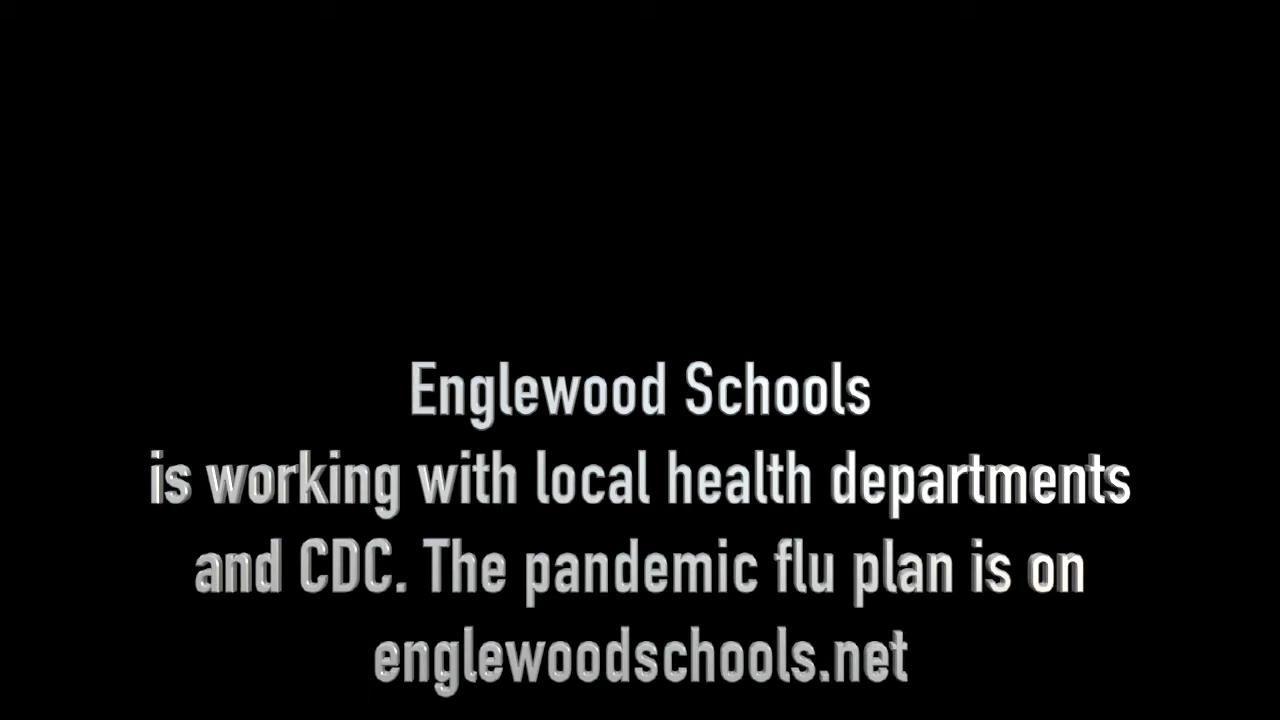 Englewood Schools
is working with local health departments
and CDC. The pandemic flu plan is on
englewoodschools.net